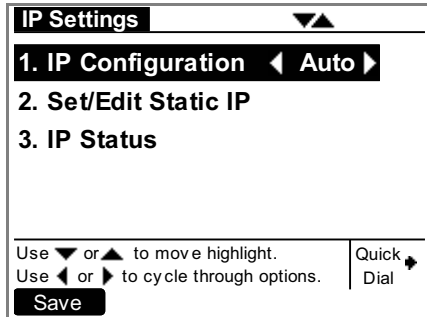 IP Settings
1. IP Configuration Auto
2. Set/Edit Static IP
3. IP Status
Use or to move highlight.
Use or to cycle through options.
Quick
Dial
Save